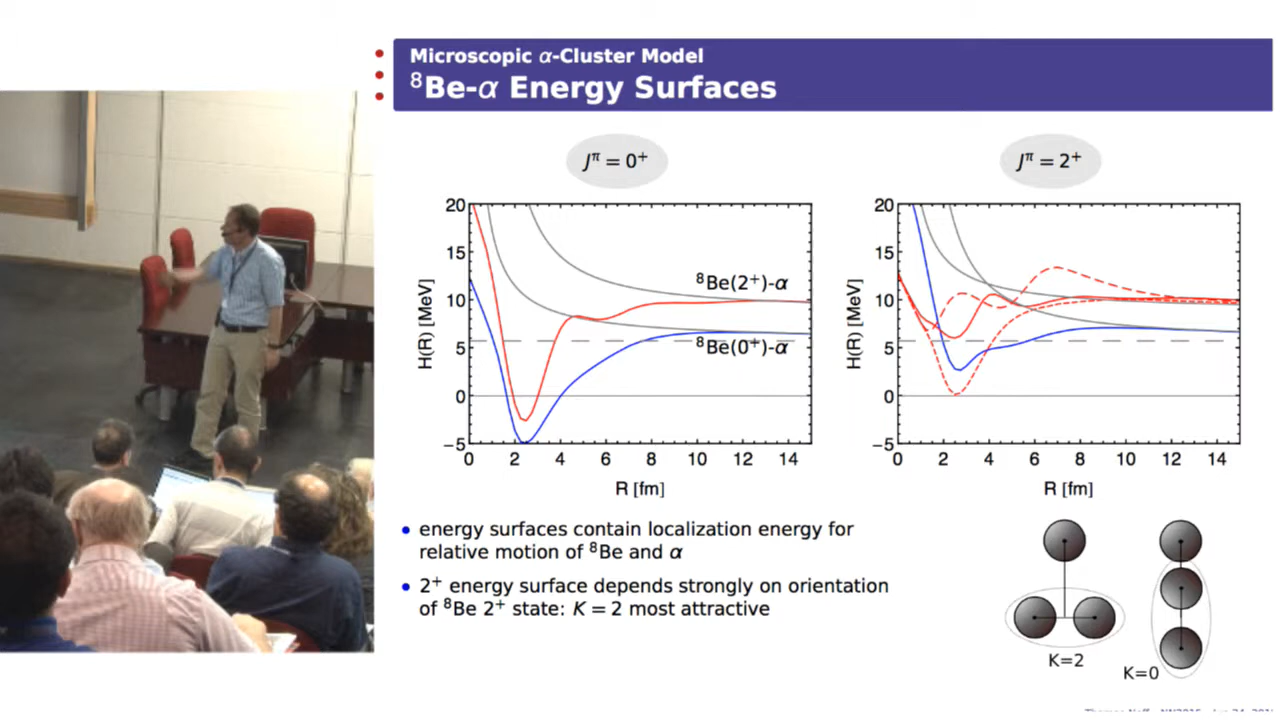 Microscopic α-Cluster Model
⁸Be-α Energy Surfaces
Jπ = 0⁺
Jπ = 2⁺
20
15
10
5
0
−5
H(R) [MeV]
⁸Be(2⁺)-α
⁸Be(0⁺)-α
0 2 4 6 8 10 12 14
R [fm]
20
15
10
5
0
−5
H(R) [MeV]
0 2 4 6 8 10 12 14
R [fm]
• energy surfaces contain localization energy for
relative motion of ⁸Be and α
• 2⁺ energy surface depends strongly on orientation
of ⁸Be 2⁺ state: K = 2 most attractive
K=2
K=0